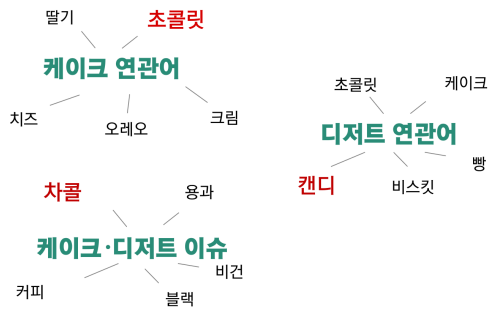 딸기
초콜릿
케이크 연관어
치즈
오레오
크림
초콜릿
케이크
디저트 연관어
캔디
비스킷
빵
차콜
용과
케이크·디저트 이슈
커피
블랙
비건